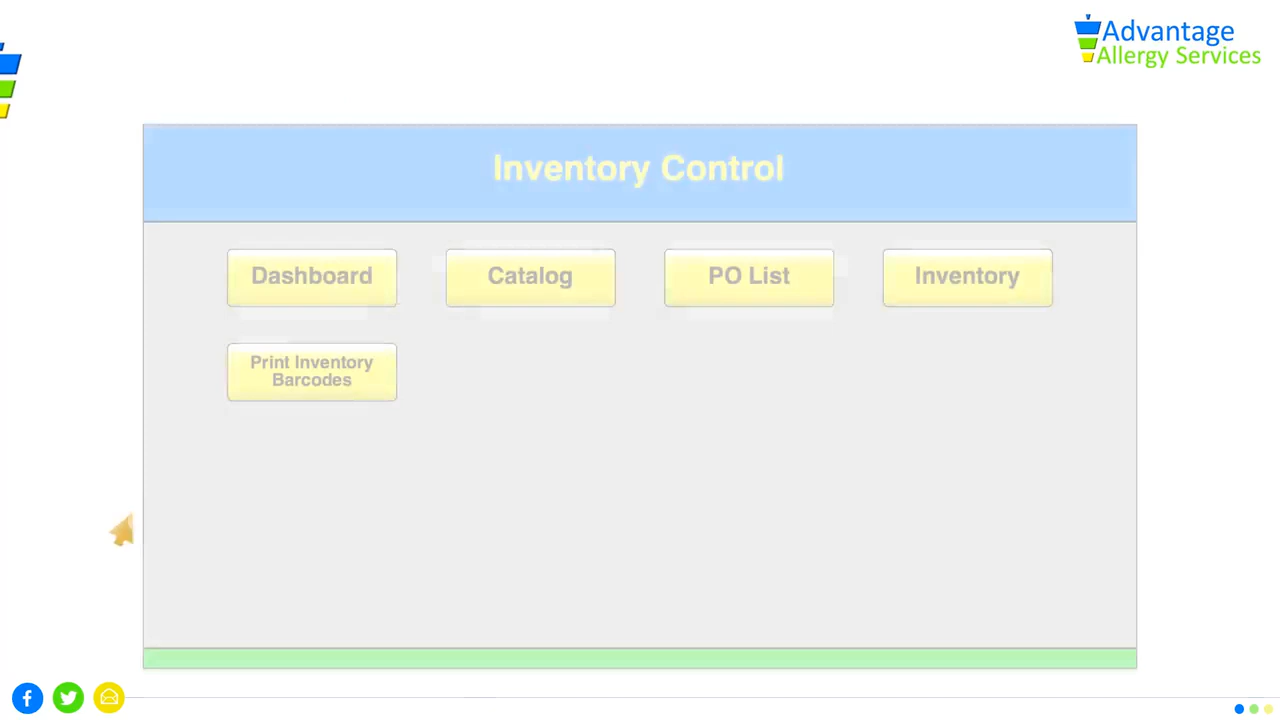 Advantage
Allergy Services
Inventory Control
Dashboard
Catalog
PO List
Inventory
Print Inventory
Barcodes